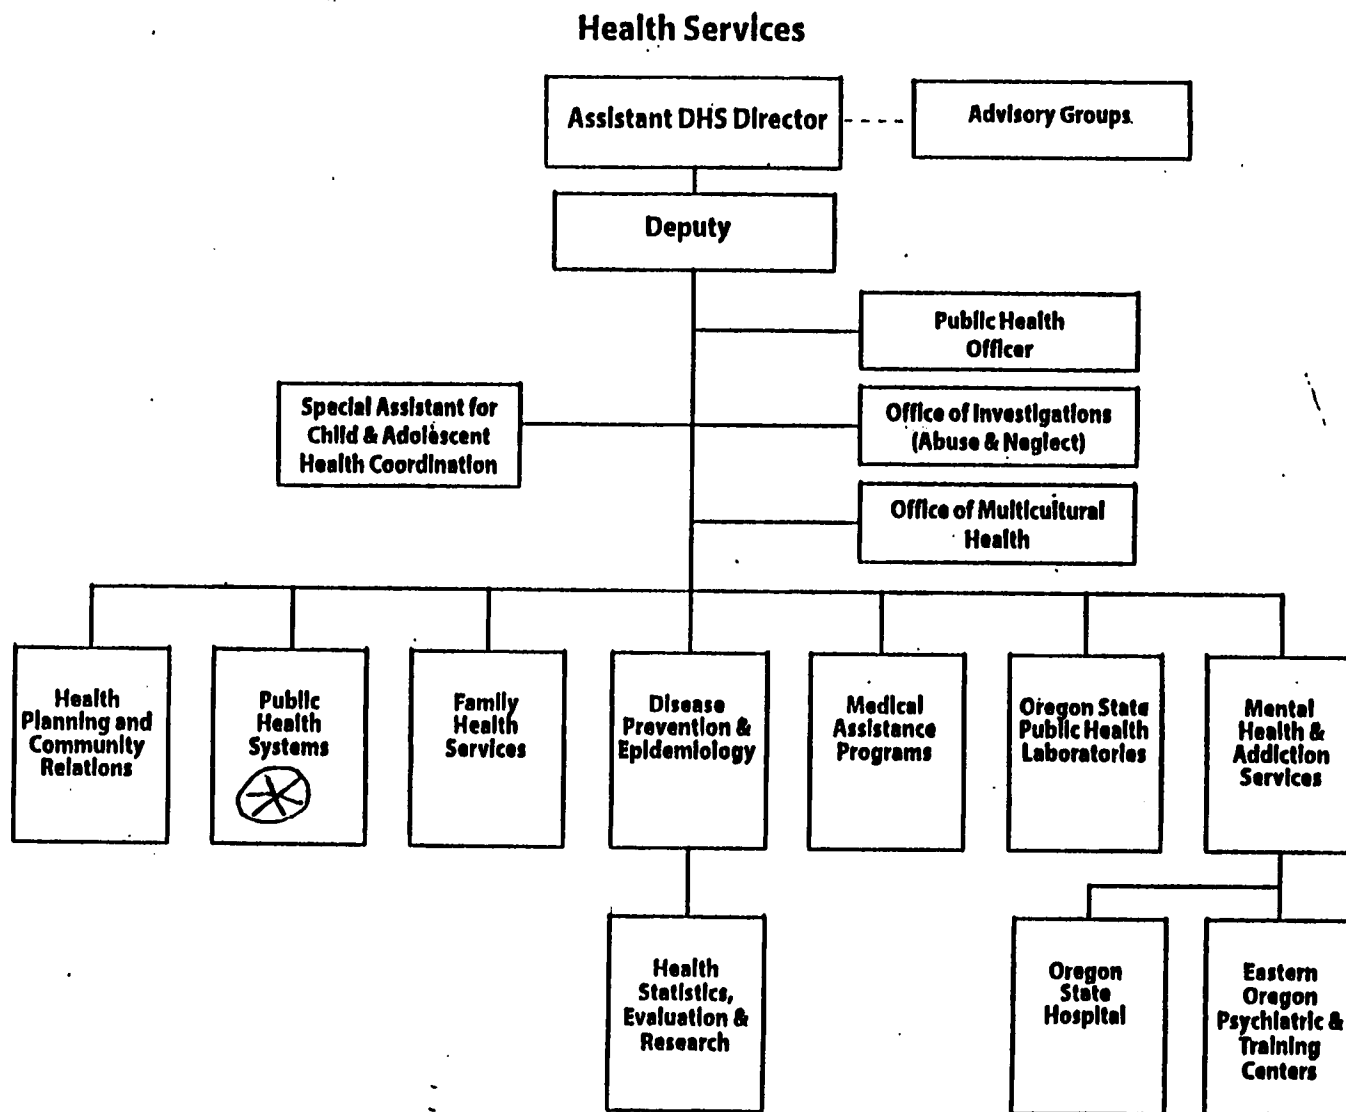 Health Services
Assistant DHS Director
Advisory Groups
Deputy
Public Health
Officer
Special Assistant for
Child & Adolescent
Health Coordination
Office of Investigations
(Abuse & Neglect)
Office of Multicultural
Health
Health
Planning and
Community
Relations
Public
Health
Systems
Family
Health
Services
Disease
Prevention &
Epidemiology
Medical
Assistance
Programs
Oregon State
Public Health
Laboratories
Mental
Health &
Addiction
Services
Health
Statistics,
Evaluation &
Research
Oregon
State
Hospital
Eastern
Oregon
Psychiatric &
Training
Centers